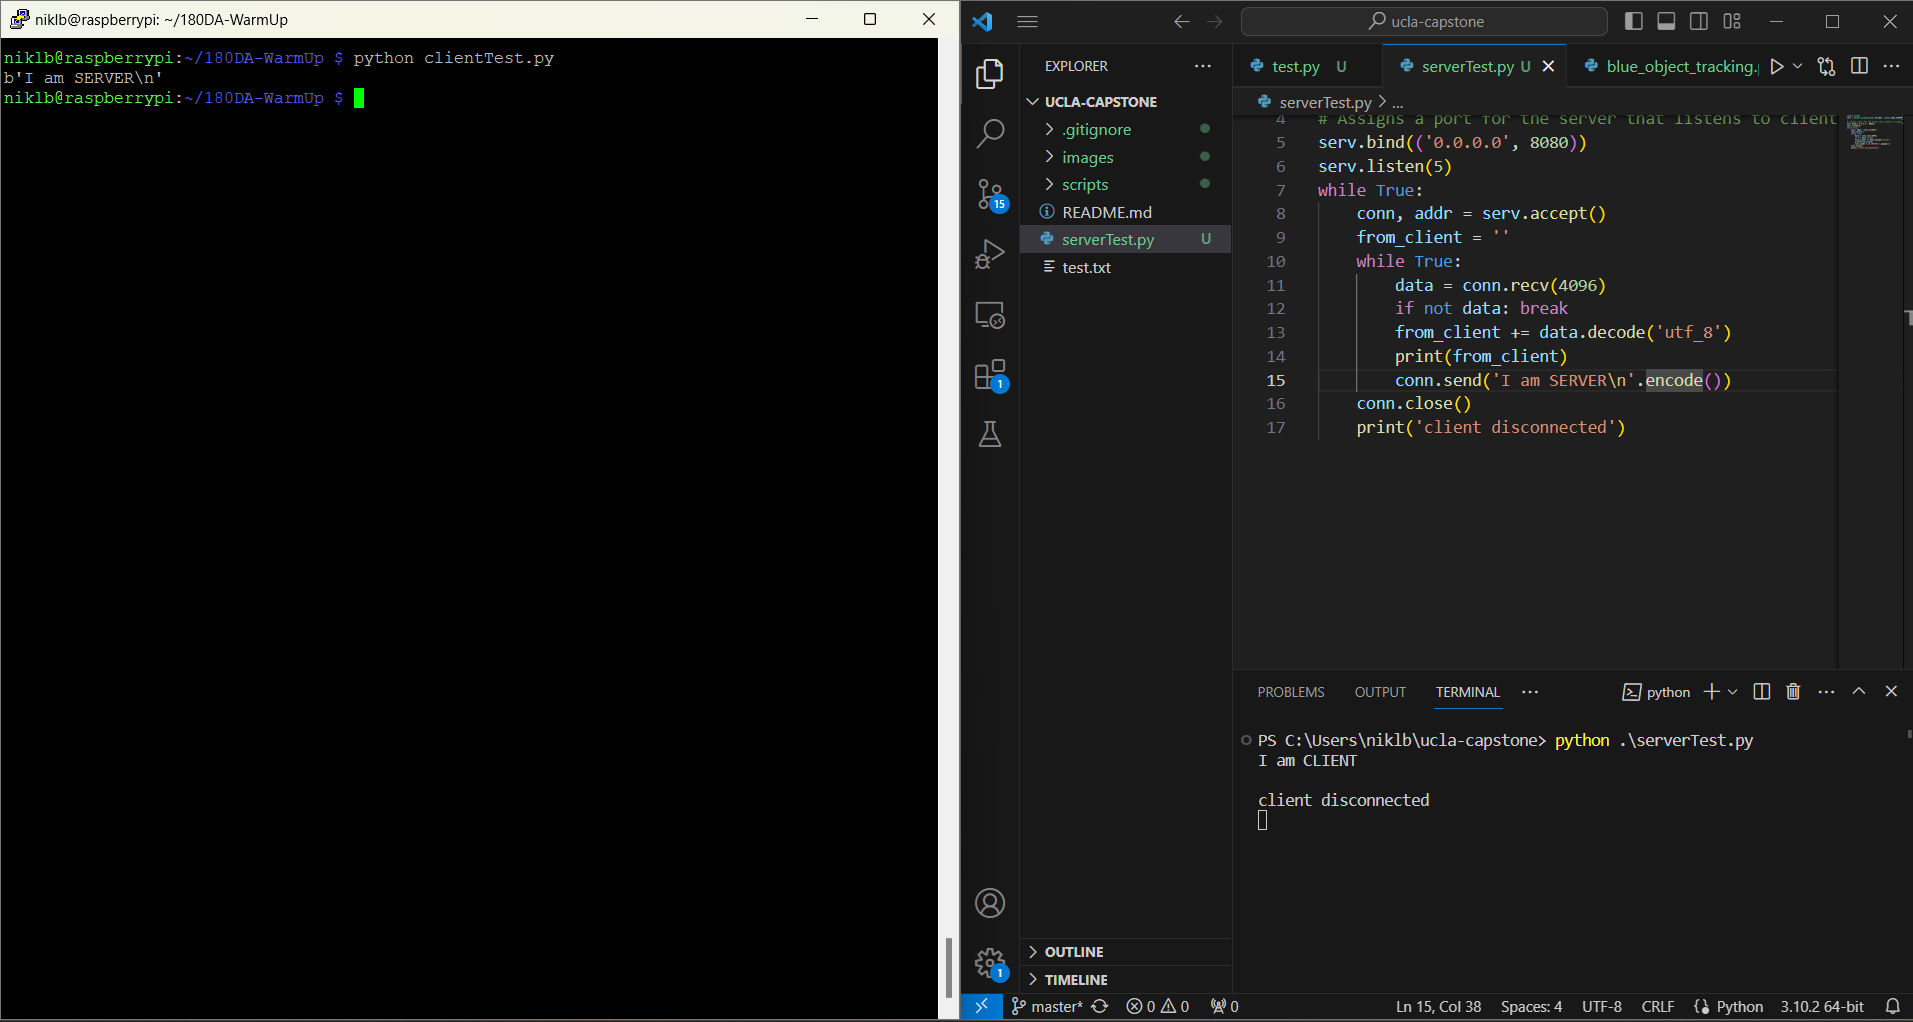 niklb@raspberrypi: ~/180DA-WarmUp
niklb@raspberrypi:~/180DA-WarmUp $ python clientTest.py
b'I am SERVER\n'
niklb@raspberrypi:~/180DA-WarmUp $
ucla-capstone
EXPLORER
UCLA-CAPSTONE
.gitignore
images
scripts
README.md
serverTest.py U
test.txt
15
1
1
OUTLINE
TIMELINE
test.py U
serverTest.py U
blue_object_tracking.
serverTest.py > ...
4 # Assigns a port for the server that listens to client
5 serv.bind(('0.0.0.0', 8080))
6 serv.listen(5)
7 while True:
8 conn, addr = serv.accept()
9 from_client = ''
10 while True:
11 data = conn.recv(4096)
12 if not data: break
13 from_client += data.decode('utf_8')
14 print(from_client)
15 conn.send('I am SERVER\n'.encode())
16 conn.close()
17 print('client disconnected')
PROBLEMS OUTPUT TERMINAL ··· python
PS C:\Users\niklb\ucla-capstone> python .\serverTest.py
I am CLIENT
client disconnected
master* 0 0 0 Ln 15, Col 38 Spaces: 4 UTF-8 CRLF Python 3.10.2 64-bit